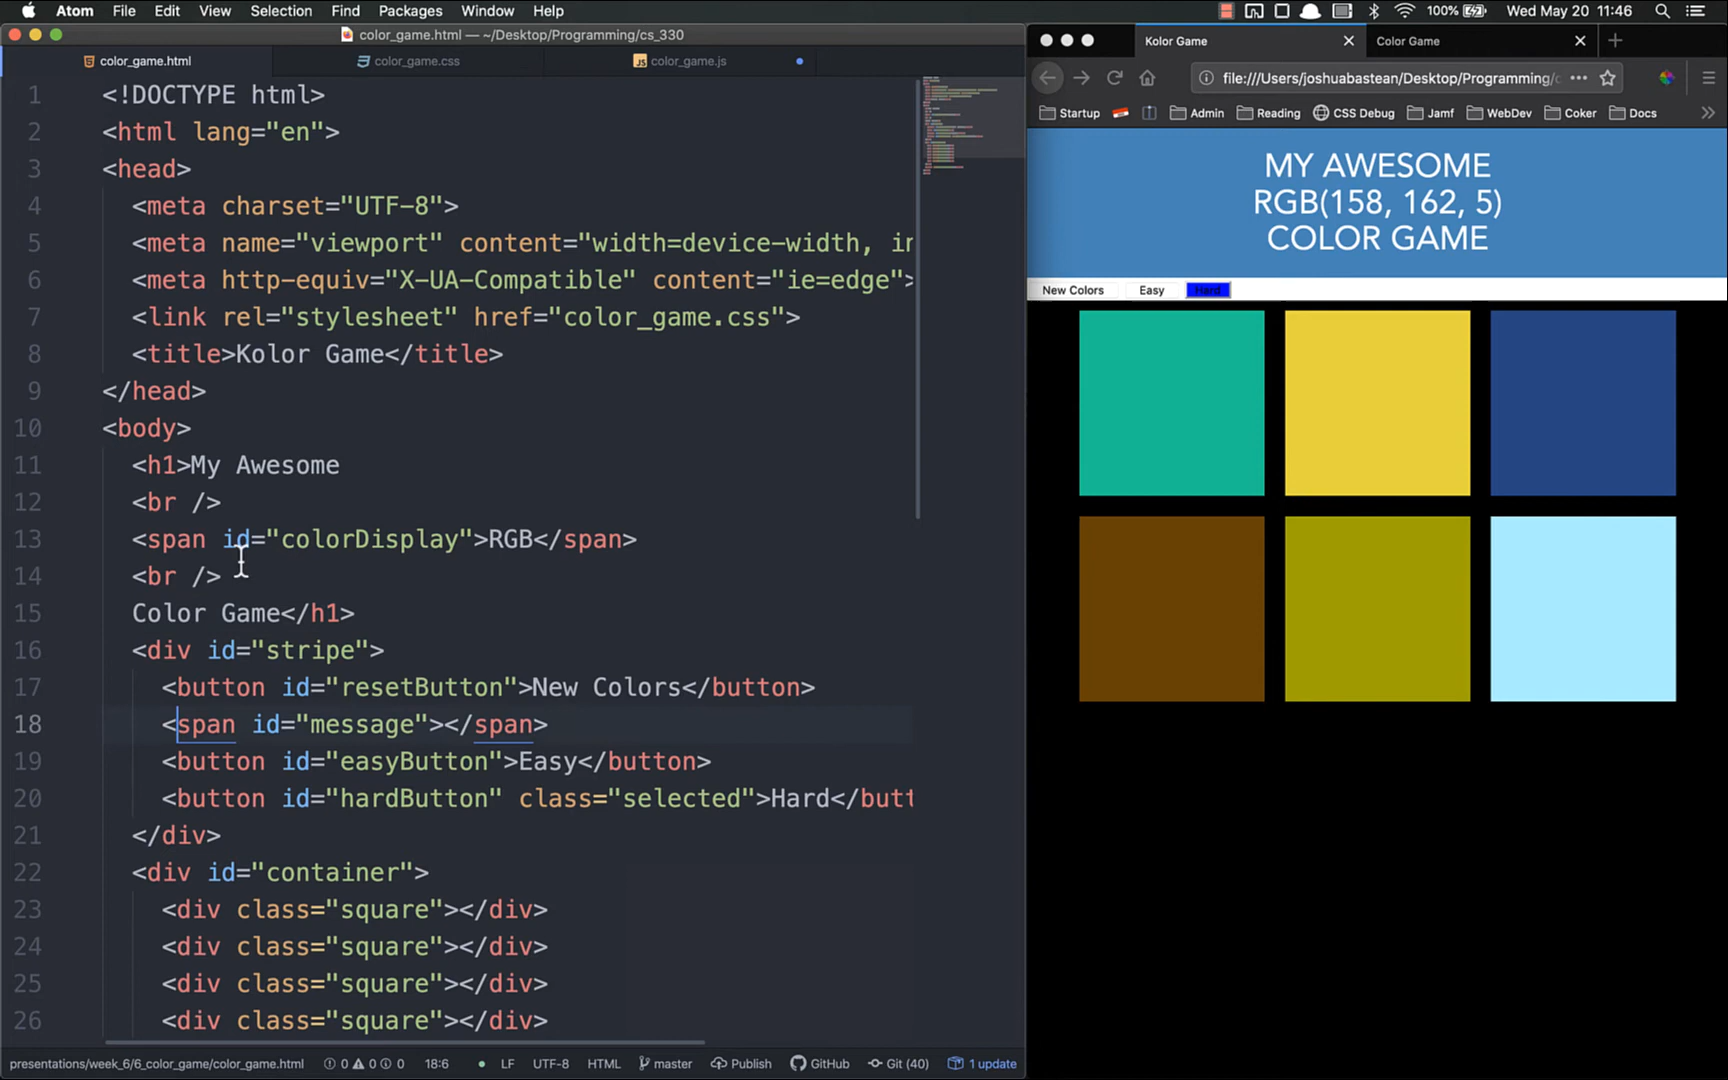 Atom File Edit View Selection Find Packages Window Help 100% Wed May 20 11:46
color_game.html — ~/Desktop/Programming/cs_330
color_game.html color_game.css color_game.js
1 <!DOCTYPE html>
2 <html lang="en">
3 <head>
4 <meta charset="UTF-8">
5 <meta name="viewport" content="width=device-width, in
6 <meta http-equiv="X-UA-Compatible" content="ie=edge">
7 <link rel="stylesheet" href="color_game.css">
8 <title>Kolor Game</title>
9 </head>
10 <body>
11 <h1>My Awesome
12 <br />
13 <span id="colorDisplay">RGB</span>
14 <br />
15 Color Game</h1>
16 <div id="stripe">
17 <button id="resetButton">New Colors</button>
18 <span id="message"></span>
19 <button id="easyButton">Easy</button>
20 <button id="hardButton" class="selected">Hard</butt
21 </div>
22 <div id="container">
23 <div class="square"></div>
24 <div class="square"></div>
25 <div class="square"></div>
26 <div class="square"></div>
presentations/week_6/6_color_game/color_game.html 0 0 0 18:6 LF UTF-8 HTML master Publish GitHub Git (40) 1 update
Kolor Game Color Game
file:///Users/joshuabastean/Desktop/Programming/
Startup Admin Reading CSS Debug Jamf WebDev Coker Docs
MY AWESOME
RGB(158, 162, 5)
COLOR GAME
New Colors Easy Hard